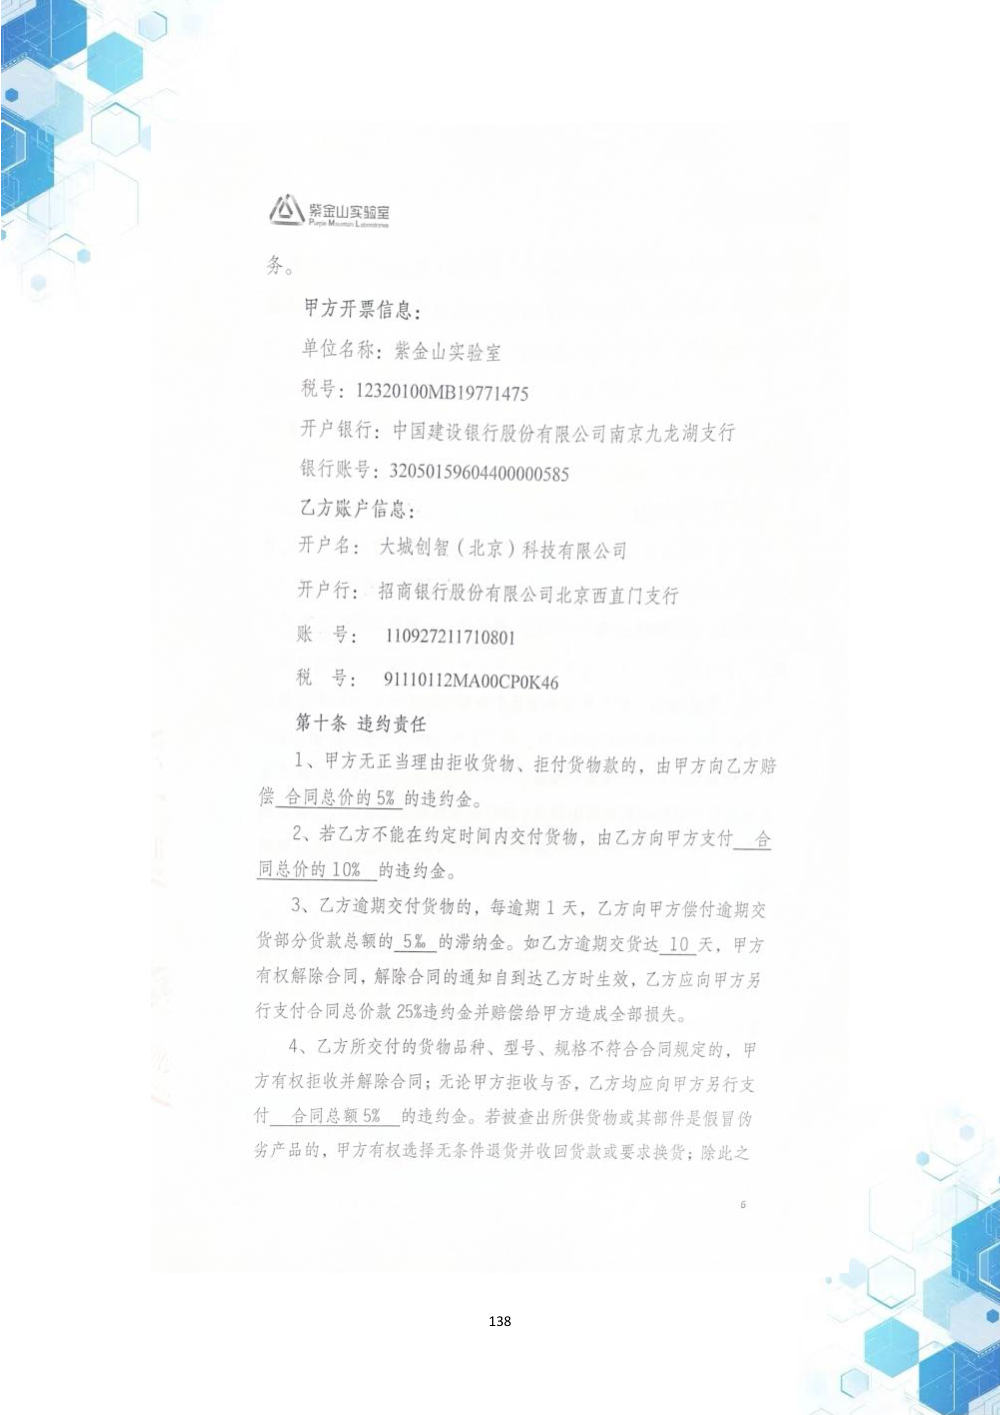 紫金山实验室
Purple Mountain Laboratories
务。
甲方开票信息：
单位名称：紫金山实验室
税号：12320100MB19771475
开户银行：中国建设银行股份有限公司南京九龙湖支行
银行账号：32050159604400000585
乙方账户信息：
开户名： 大城创智（北京）科技有限公司
开户行： 招商银行股份有限公司北京西直门支行
账 号： 110927211710801
税 号： 91110112MA00CP0K46
第十条 违约责任
1、甲方无正当理由拒收货物、拒付货物款的，由甲方向乙方赔
偿 合同总价的 5% 的违约金。
2、若乙方不能在约定时间内交付货物，由乙方向甲方支付 合
同总价的 10% 的违约金。
3、乙方逾期交付货物的，每逾期 1 天，乙方向甲方偿付逾期交
货部分货款总额的 5‰ 的滞纳金。如乙方逾期交货达 10 天，甲方
有权解除合同，解除合同的通知自到达乙方时生效，乙方应向甲方另
行支付合同总价款 25%违约金并赔偿给甲方造成全部损失。
4、乙方所交付的货物品种、型号、规格不符合合同规定的，甲
方有权拒收并解除合同；无论甲方拒收与否，乙方均应向甲方另行支
付 合同总额 5% 的违约金。若被查出所供货物或其部件是假冒伪
劣产品的，甲方有权选择无条件退货并收回货款或要求换货；除此之
6
138